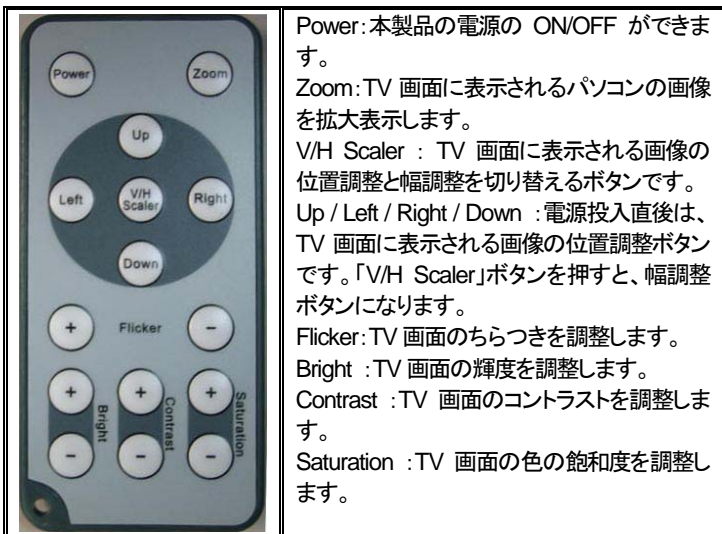 Power
Zoom
Up
Left
V/H
Scaler
Right
Down
+ Flicker -
+ + +
Bright
Contrast
Saturation
- - -
Power：本製品の電源の ON/OFF ができま
す。
Zoom：TV 画面に表示されるパソコンの画像
を拡大表示します。
V/H Scaler ： TV 画面に表示される画像の
位置調整と幅調整を切り替えるボタンです。
Up / Left / Right / Down ：電源投入直後は、
TV 画面に表示される画像の位置調整ボタン
です。「V/H Scaler」ボタンを押すと、幅調整
ボタンになります。
Flicker：TV 画面のちらつきを調整します。
Bright ：TV 画面の輝度を調整します。
Contrast ：TV 画面のコントラストを調整しま
す。
Saturation ：TV 画面の色の飽和度を調整し
ます。